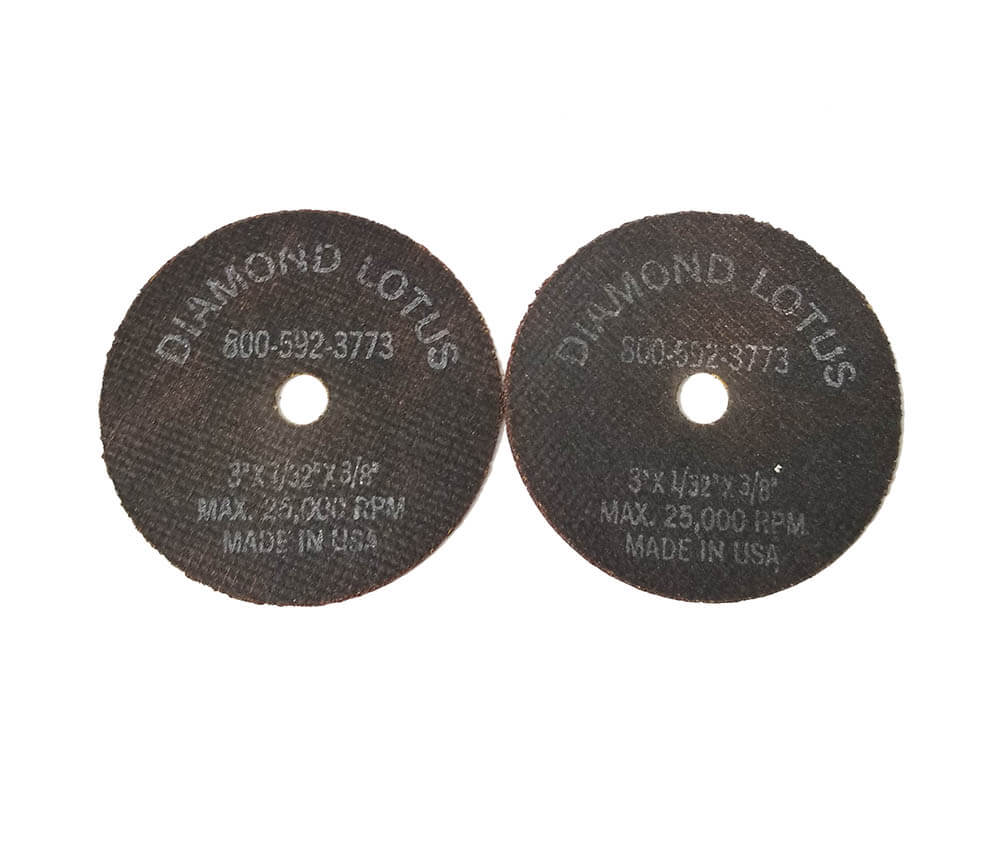 DIAMOND LOTUS
800-592-3773
3"X 1/32"X 3/8"
MAX. 25,000 RPM
MADE IN USA
DIAMOND LOTUS
800-592-3773
3"X 1/32"X 3/8"
MAX. 25,000 RPM
MADE IN USA